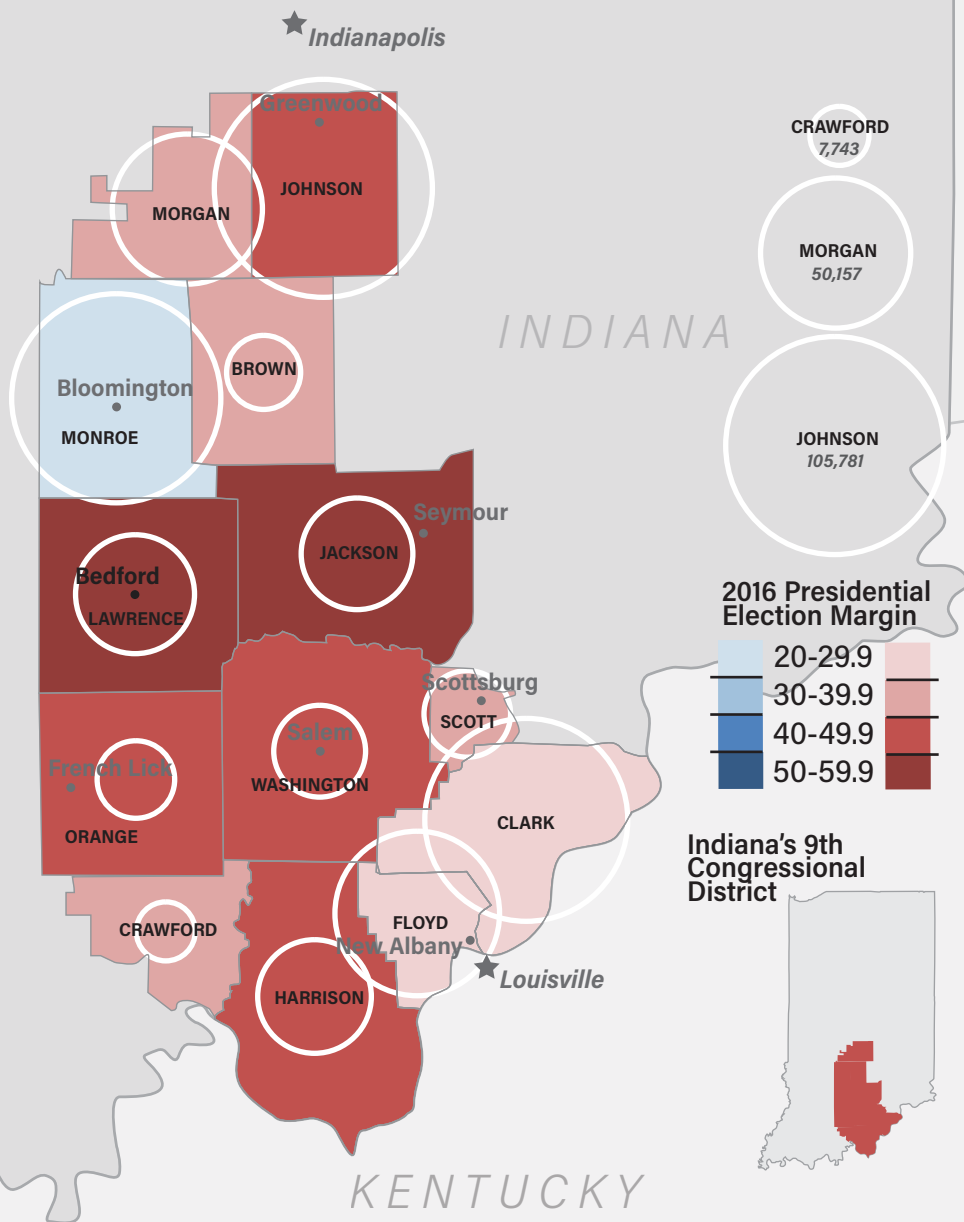 Indianapolis
Greenwood
JOHNSON
MORGAN
CRAWFORD
7,743
MORGAN
50,157
JOHNSON
105,781
INDIANA
BROWN
Bloomington
MONROE
Seymour
JACKSON
Bedford
LAWRENCE
Scottsburg
SCOTT
Salem
WASHINGTON
French Lick
ORANGE
CLARK
CRAWFORD
FLOYD
New Albany
Louisville
HARRISON
2016 Presidential
Election Margin
20-29.9
30-39.9
40-49.9
50-59.9
Indiana's 9th
Congressional
District
KENTUCKY